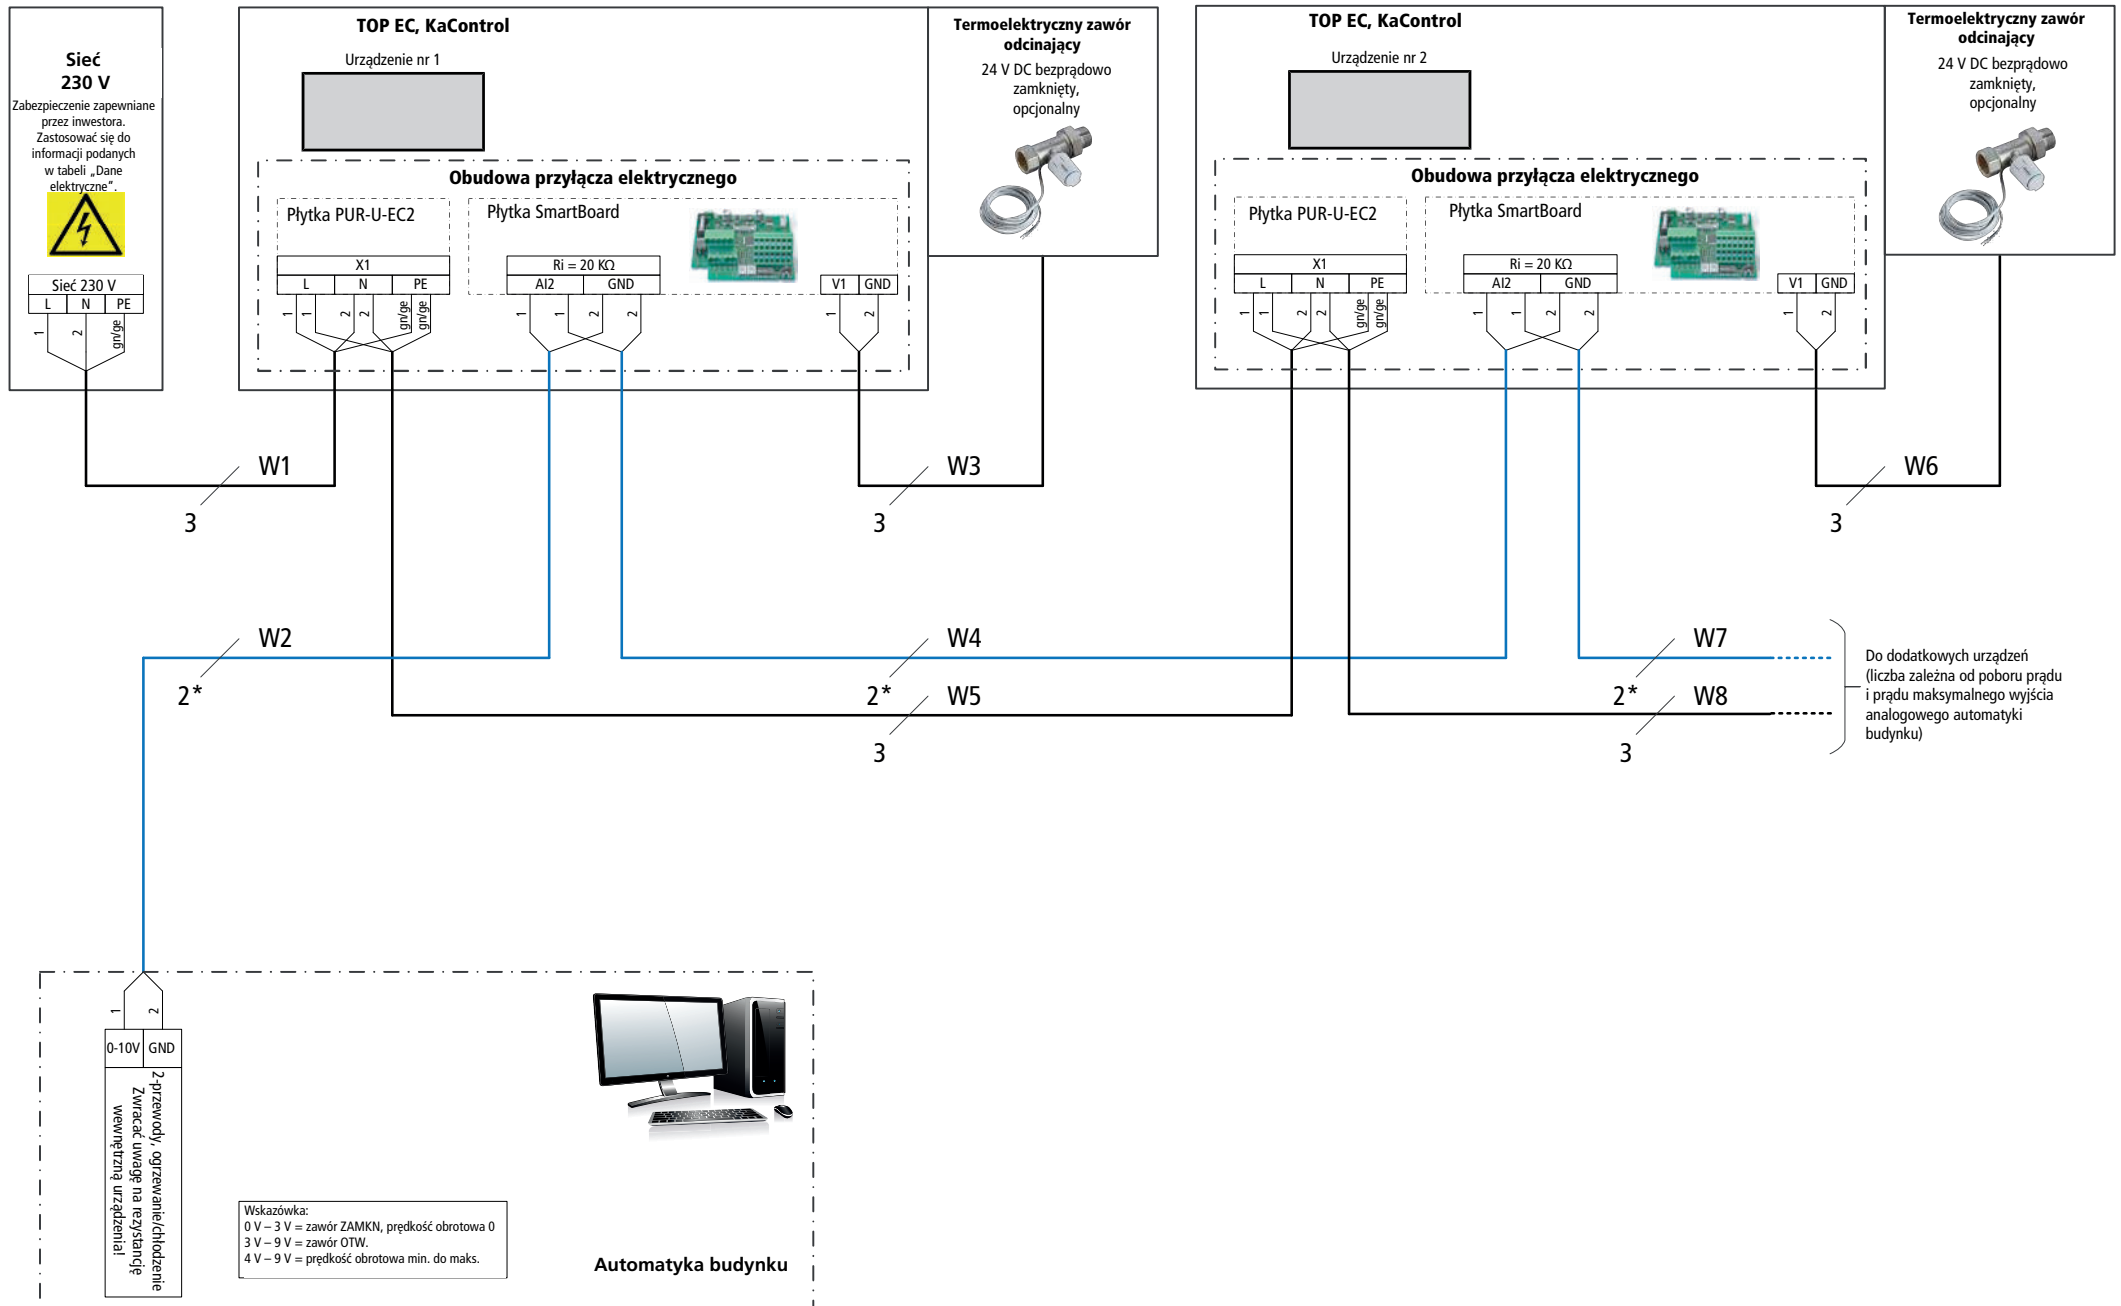 Sieć
230 V
Zabezpieczenie zapewniane
przez inwestora.
Zastosować się do
informacji podanych
w tabeli „Dane
elektryczne”.
Sieć 230 V
L N PE
1 2 gn/ge
TOP EC, KaControl
Urządzenie nr 1
Obudowa przyłącza elektrycznego
Płytka PUR-U-EC2
X1
L N PE
1 1 2 2 gn/ge gn/ge
Płytka SmartBoard
Ri = 20 KΩ
AI2 GND
1 1 2 2
V1 GND
1 2
Termoelektryczny zawór
odcinający
24 V DC bezprądowo
zamknięty,
opcjonalny
TOP EC, KaControl
Urządzenie nr 2
Obudowa przyłącza elektrycznego
Płytka PUR-U-EC2
X1
L N PE
1 1 2 2 gn/ge gn/ge
Płytka SmartBoard
Ri = 20 KΩ
AI2 GND
1 1 2 2
V1 GND
1 2
Termoelektryczny zawór
odcinający
24 V DC bezprądowo
zamknięty,
opcjonalny
W1
3
W3
3
W6
3
W2
2*
W4
2*
W5
3
W7
2*
W8
3
Do dodatkowych urządzeń
(liczba zależna od poboru prądu
i prądu maksymalnego wyjścia
analogowego automatyki
budynku)
1 2
0-10V GND
2-przewody, ogrzewanie/chłodzenie
Zwracać uwagę na rezystancję
wewnętrzną urządzenia!
Wskazówka:
0 V – 3 V = zawór ZAMKN, prędkość obrotowa 0
3 V – 9 V = zawór OTW.
4 V – 9 V = prędkość obrotowa min. do maks.
Automatyka budynku